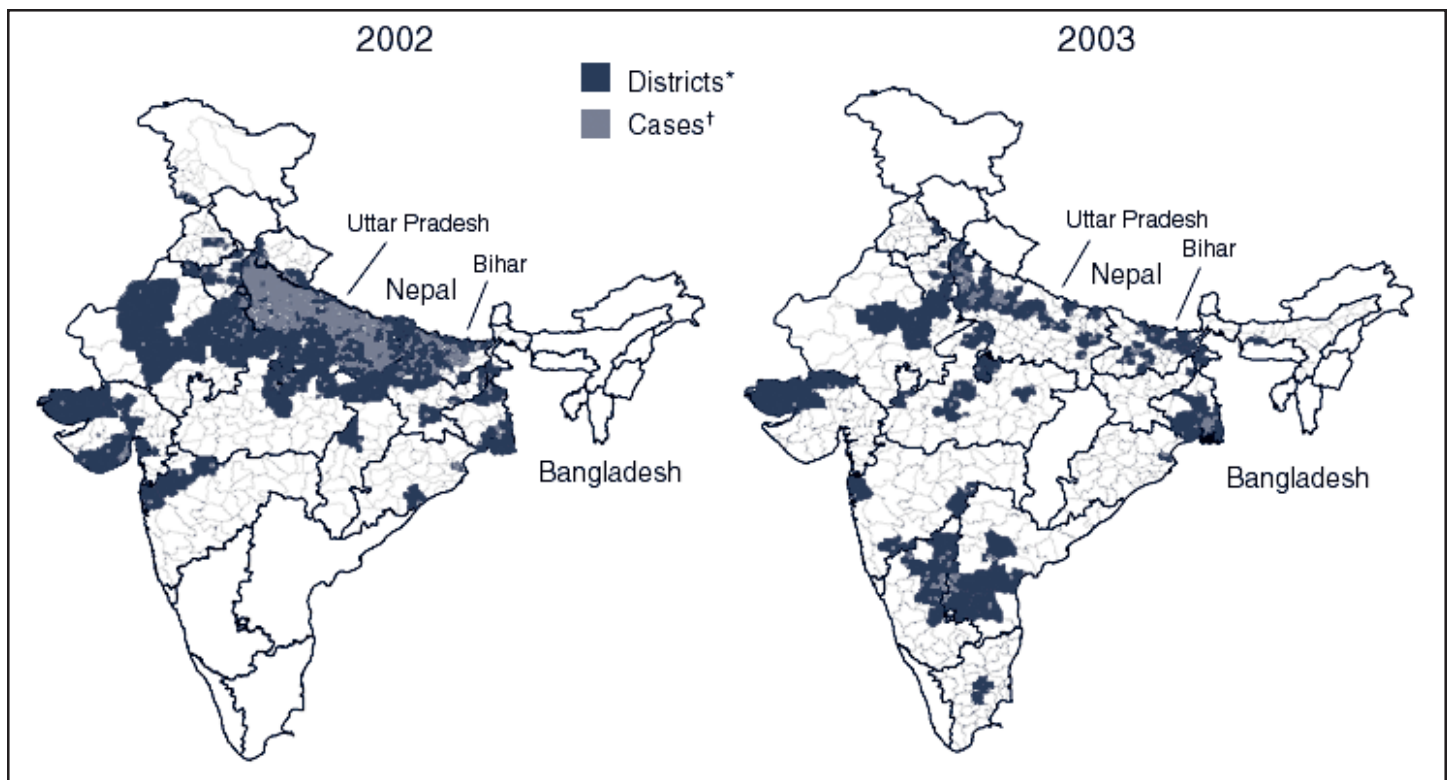 2002
2003
Districts*
Cases†
Uttar Pradesh
Nepal
Bihar
Bangladesh
Uttar Pradesh
Nepal
Bihar
Bangladesh